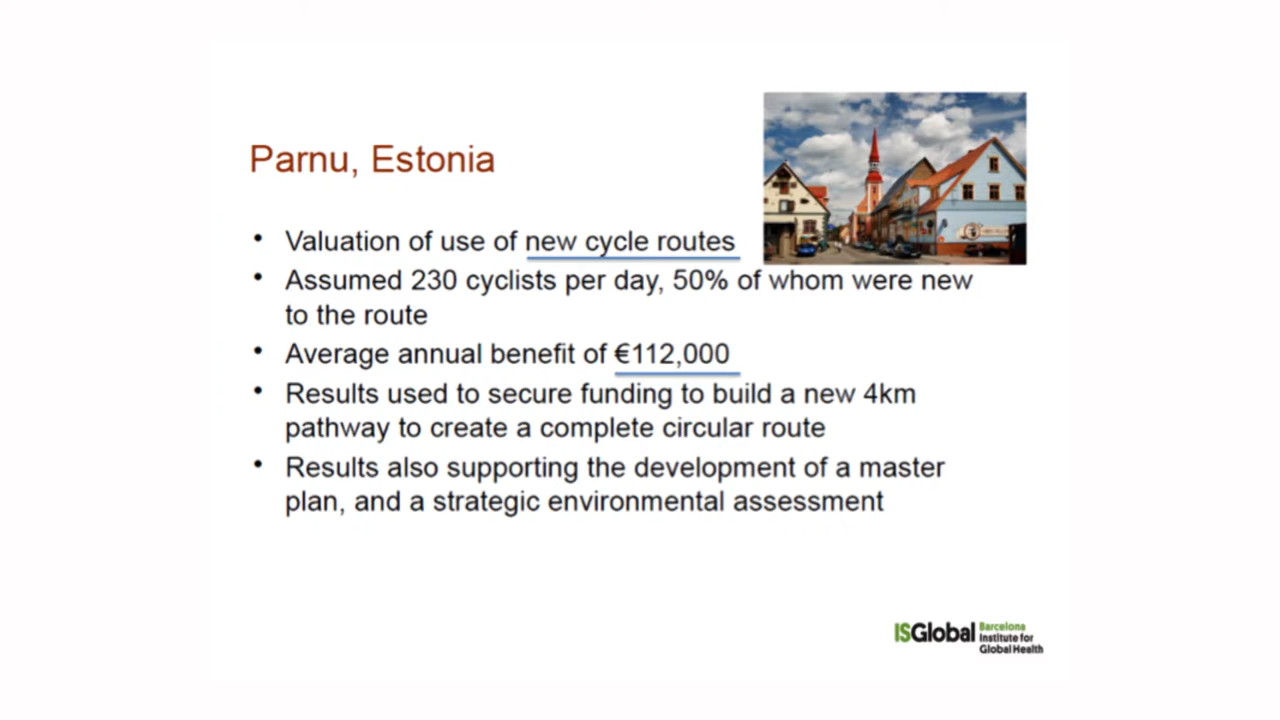 Parnu, Estonia
• Valuation of use of new cycle routes
• Assumed 230 cyclists per day, 50% of whom were new
to the route
• Average annual benefit of €112,000
• Results used to secure funding to build a new 4km
pathway to create a complete circular route
• Results also supporting the development of a master
plan, and a strategic environmental assessment
ISGlobal Barcelona
Institute for
Global Health